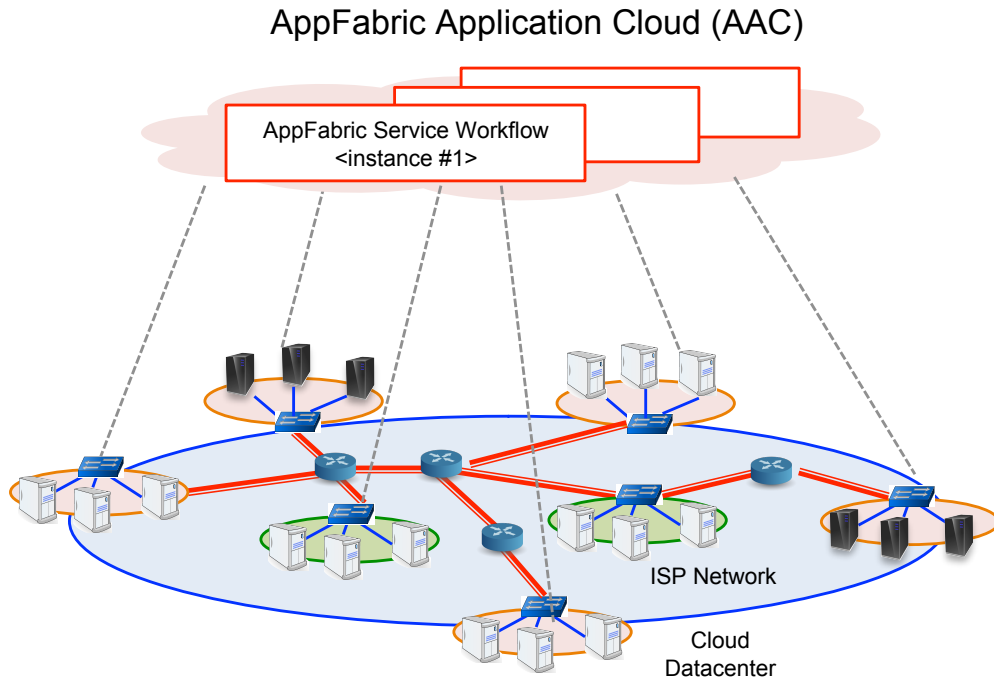 AppFabric Application Cloud (AAC)
AppFabric Service Workflow
<instance #1>
ISP Network
Cloud
Datacenter